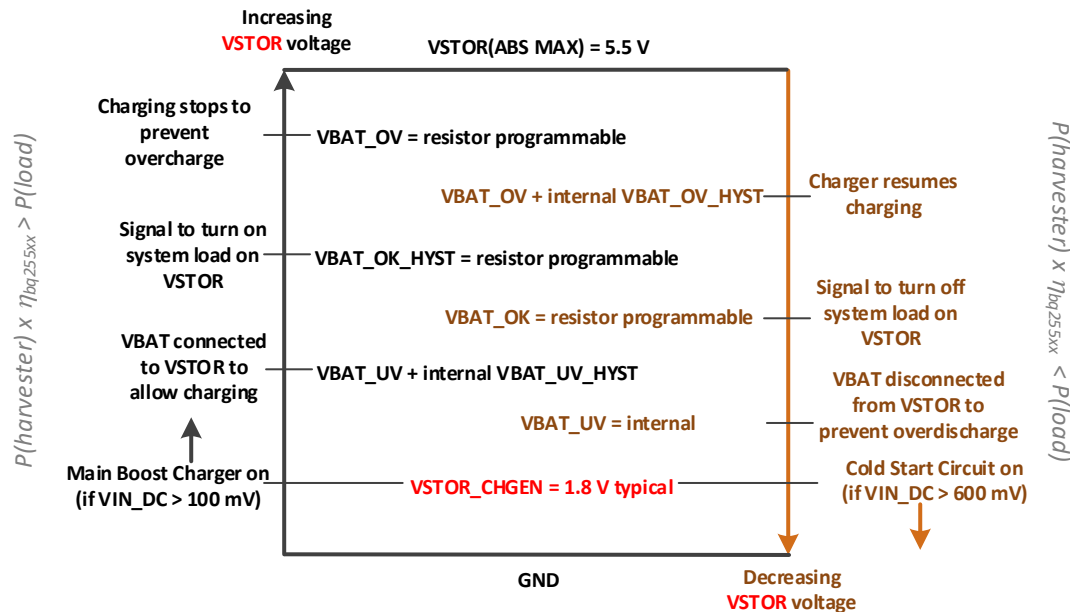 Increasing
VSTOR voltage
VSTOR(ABS MAX) = 5.5 V
Charging stops to
prevent
overcharge
VBAT_OV = resistor programmable
VBAT_OV + internal VBAT_OV_HYST
Charger resumes
charging
Signal to turn on
system load on
VSTOR
VBAT_OK_HYST = resistor programmable
VBAT_OK = resistor programmable
Signal to turn off
system load on
VSTOR
VBAT connected
to VSTOR to
allow charging
VBAT_UV + internal VBAT_UV_HYST
VBAT_UV = internal
VBAT disconnected
from VSTOR to
prevent overdischarge
Main Boost Charger on
(if VIN_DC > 100 mV)
VSTOR_CHGEN = 1.8 V typical
Cold Start Circuit on
(if VIN_DC > 600 mV)
GND
Decreasing
VSTOR voltage
P(harvester) x ηbq255xx > P(load)
P(harvester) x ηbq255xx < P(load)